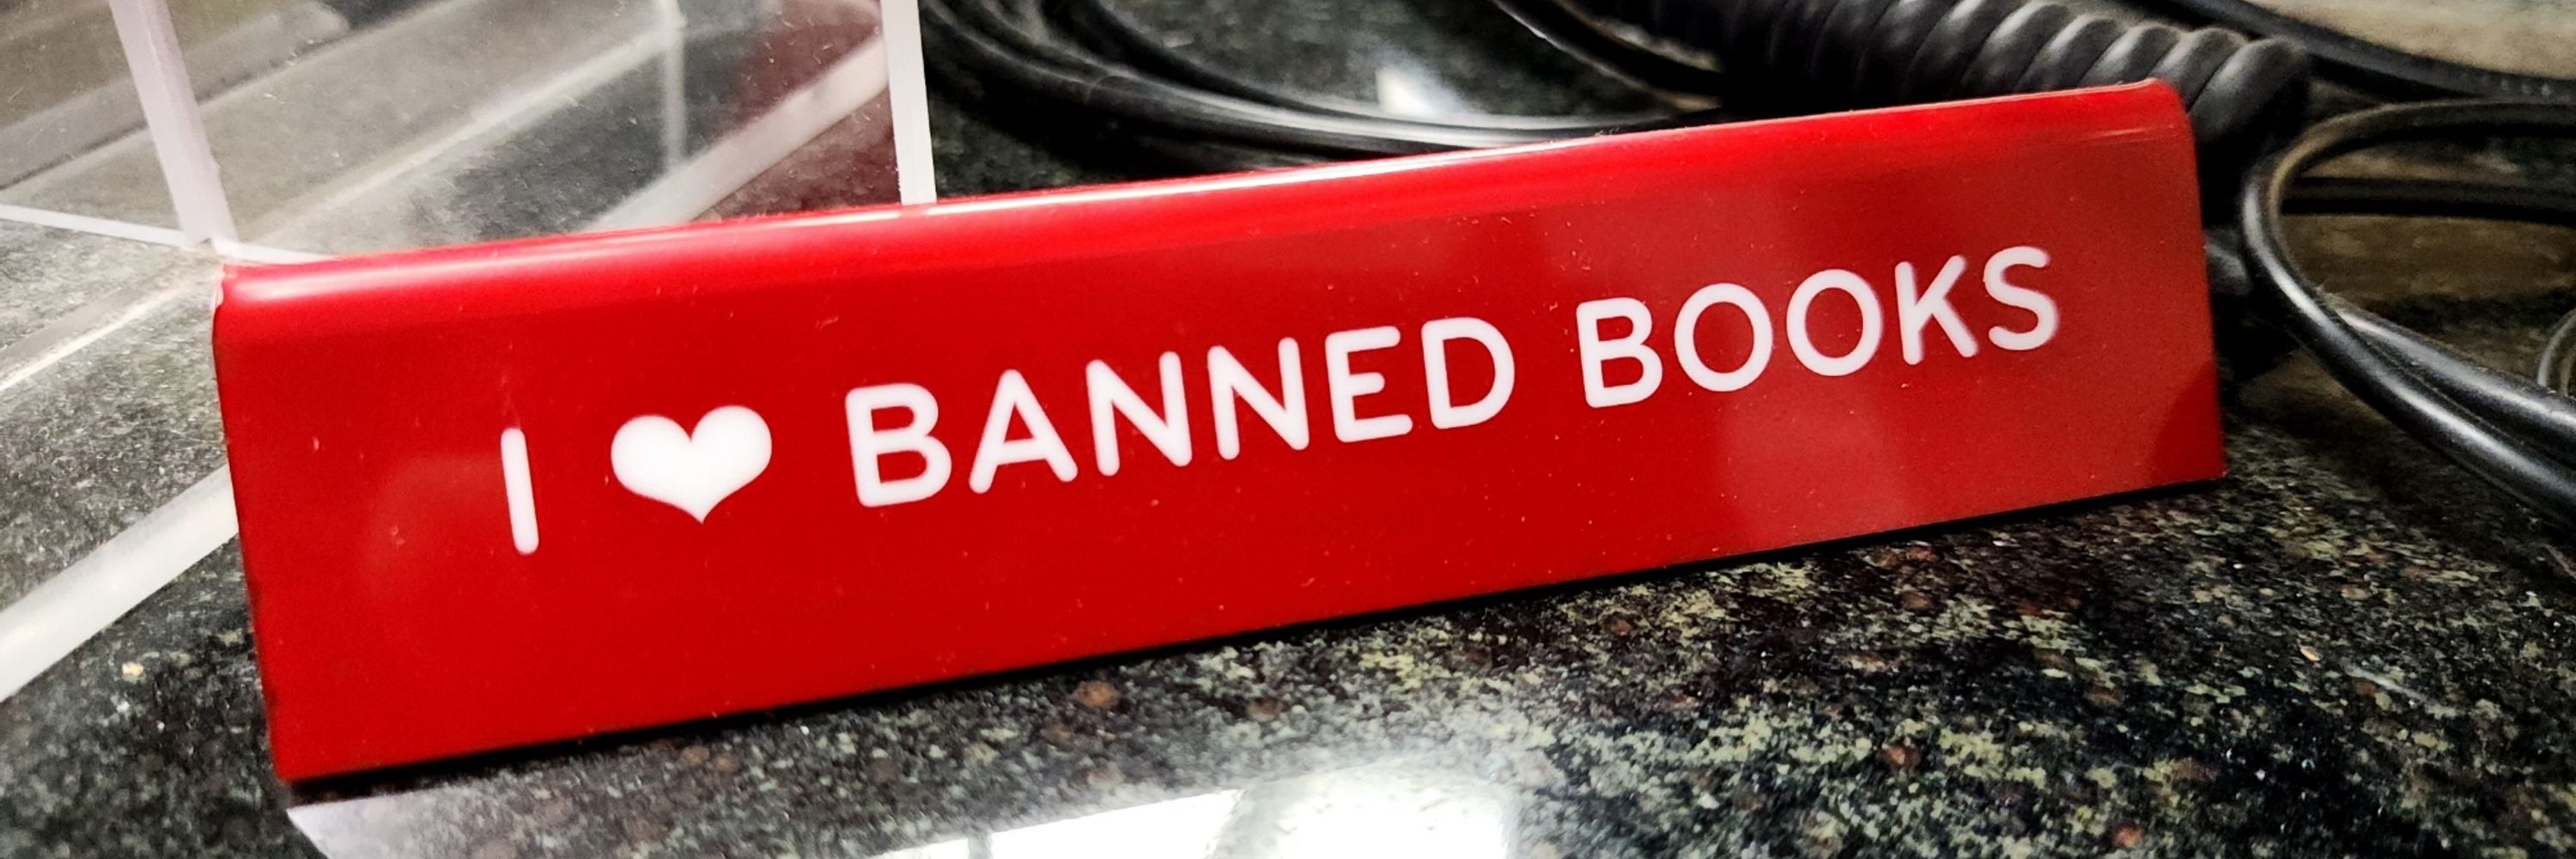 I ❤ BANNED BOOKS